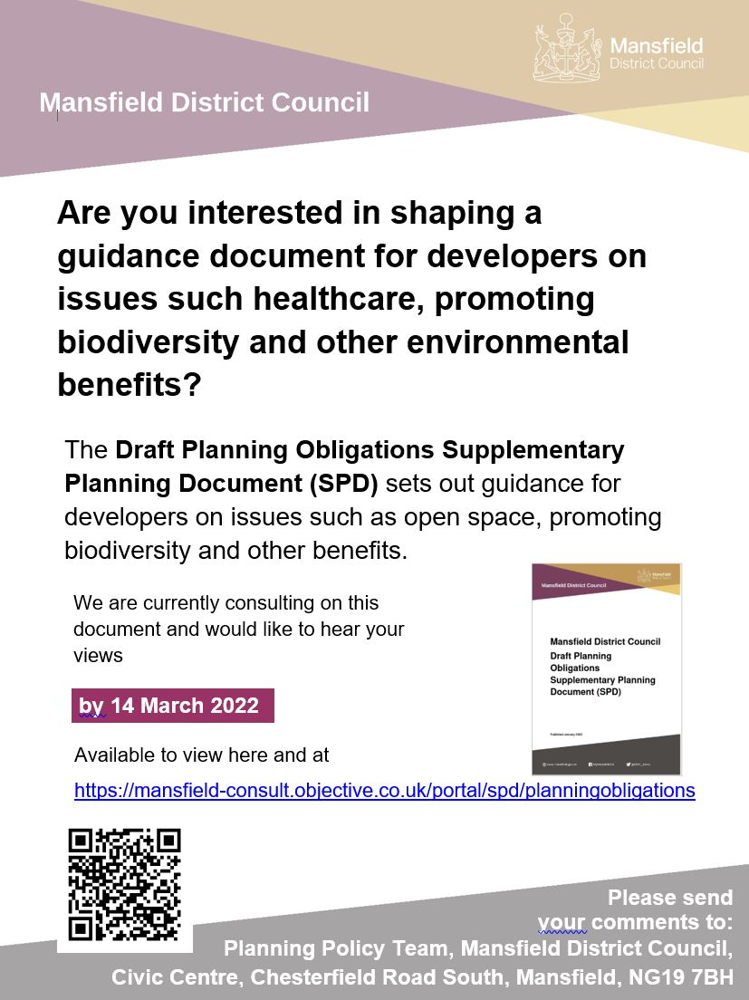 Mansfield
District Council
Mansfield District Council
Are you interested in shaping a
guidance document for developers on
issues such healthcare, promoting
biodiversity and other environmental
benefits?
The Draft Planning Obligations Supplementary
Planning Document (SPD) sets out guidance for
developers on issues such as open space, promoting
biodiversity and other benefits.
We are currently consulting on this
document and would like to hear your
views
by 14 March 2022
Available to view here and at
https://mansfield-consult.objective.co.uk/portal/spd/planningobligations
Mansfield
Mansfield District Council
Mansfield District Council
Draft Planning
Obligations
Supplementary Planning
Document (SPD)
Please send
your comments to:
Planning Policy Team, Mansfield District Council,
Civic Centre, Chesterfield Road South, Mansfield, NG19 7BH